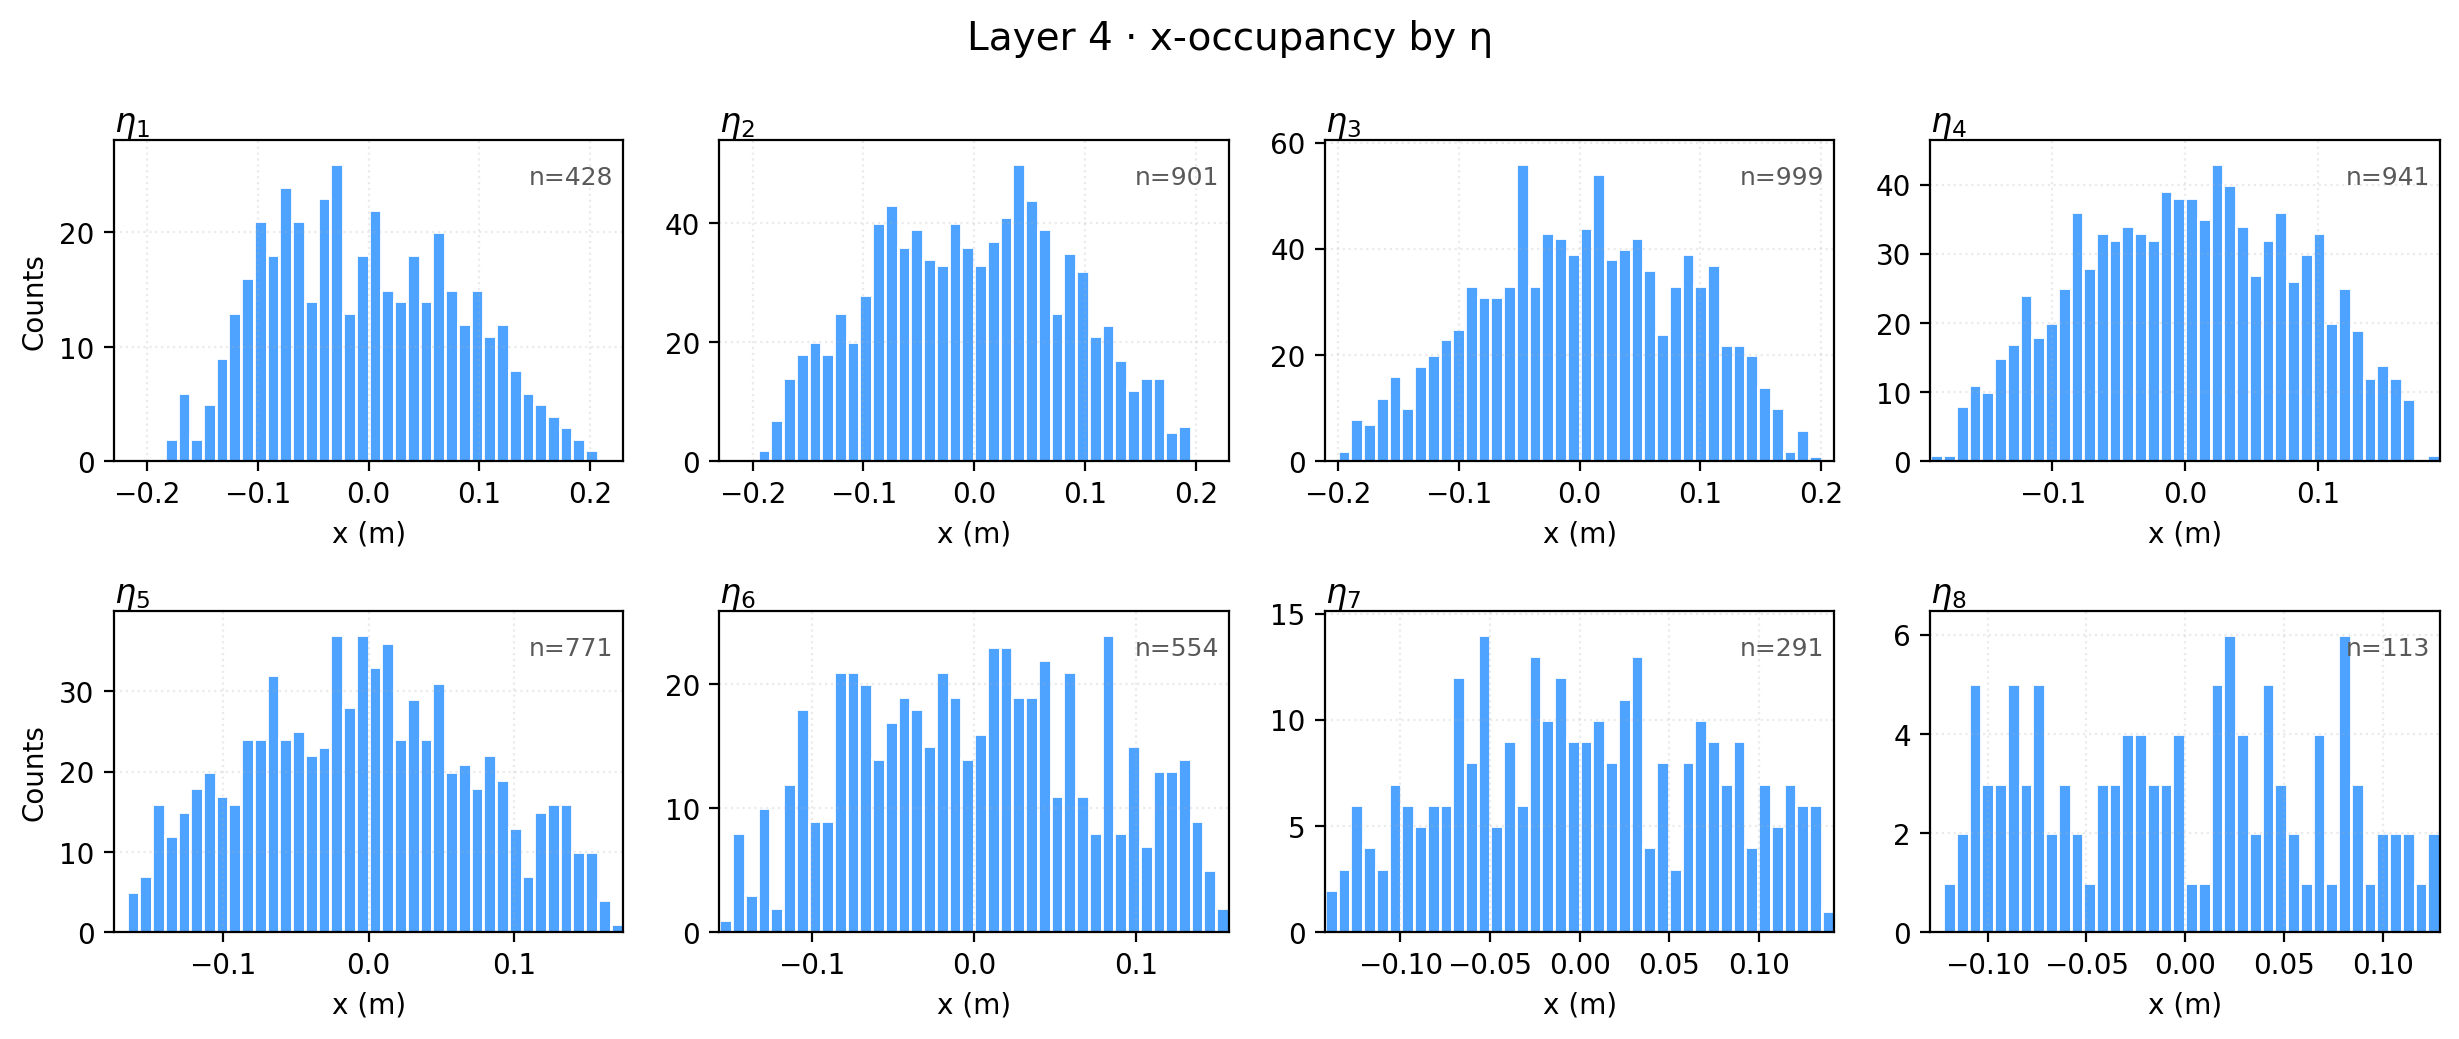 Layer 4 · x-occupancy by η
η1
n=428
Counts
20
10
0
−0.2 −0.1 0.0 0.1 0.2
x (m)
η2
n=901
40
20
0
−0.2 −0.1 0.0 0.1 0.2
x (m)
η3
n=999
60
40
20
0
−0.2 −0.1 0.0 0.1 0.2
x (m)
η4
n=941
40
30
20
10
0
−0.1 0.0 0.1
x (m)
η5
n=771
Counts
30
20
10
0
−0.1 0.0 0.1
x (m)
η6
n=554
20
10
0
−0.1 0.0 0.1
x (m)
η7
n=291
15
10
5
0
−0.10 −0.05 0.00 0.05 0.10
x (m)
η8
n=113
6
4
2
0
−0.10 −0.05 0.00 0.05 0.10
x (m)